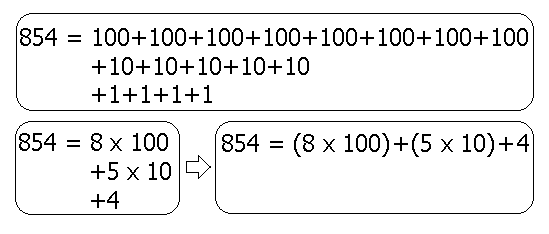 854 = 100+100+100+100+100+100+100+100
+10+10+10+10+10
+1+1+1+1
854 = 8 x 100
+5 x 10
+4
854 = (8 x 100)+(5 x 10)+4